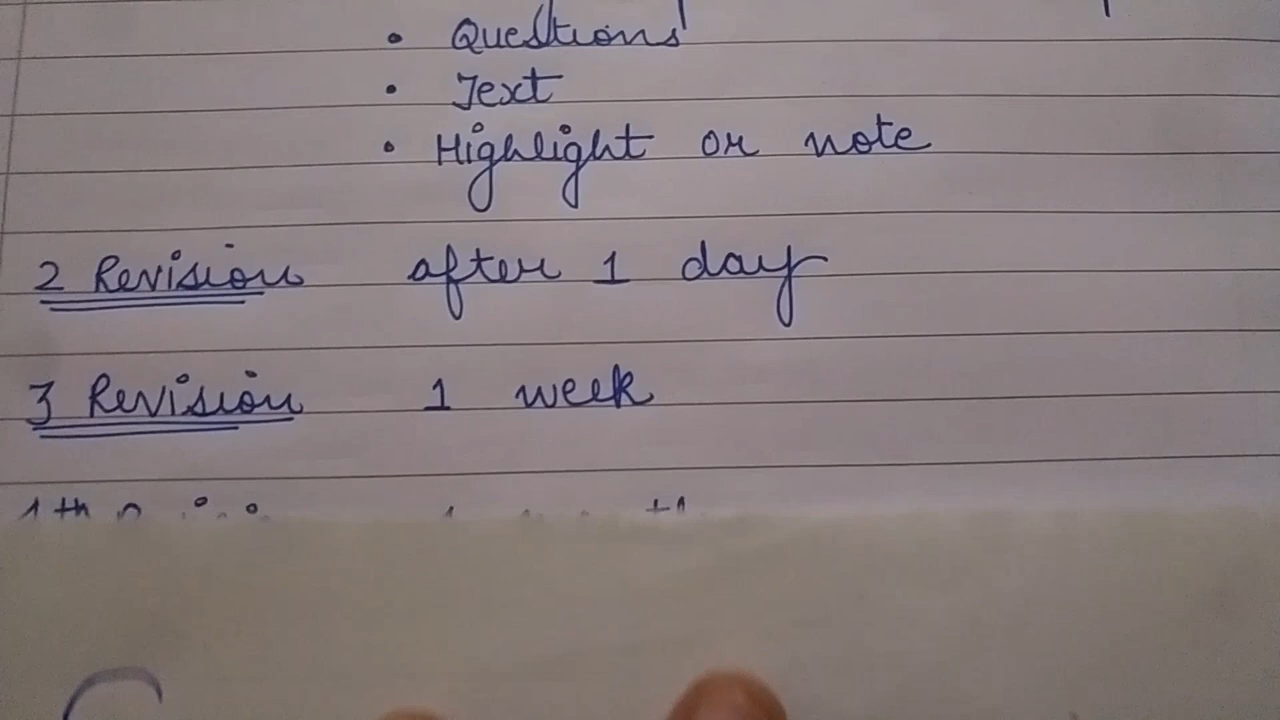 • Questions
• Text
• Highlight or note
2 Revision after 1 day
3 Revision 1 week